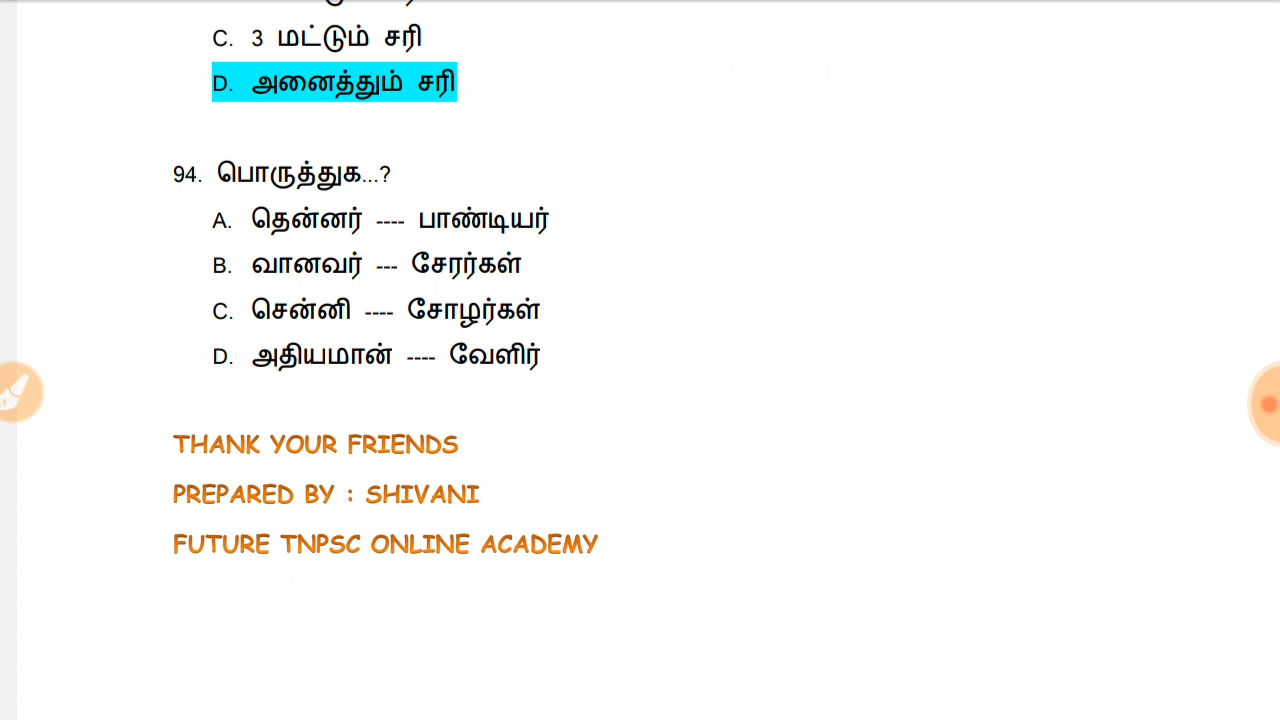 C. 3 மட்டும் சரி
D. அனைத்தும் சரி
94. பொருத்துக...?
A. தென்னர் ---- பாண்டியர்
B. வானவர் --- சேரர்கள்
C. சென்னி ---- சோழர்கள்
D. அதியமான் ---- வேளிர்
THANK YOUR FRIENDS
PREPARED BY : SHIVANI
FUTURE TNPSC ONLINE ACADEMY